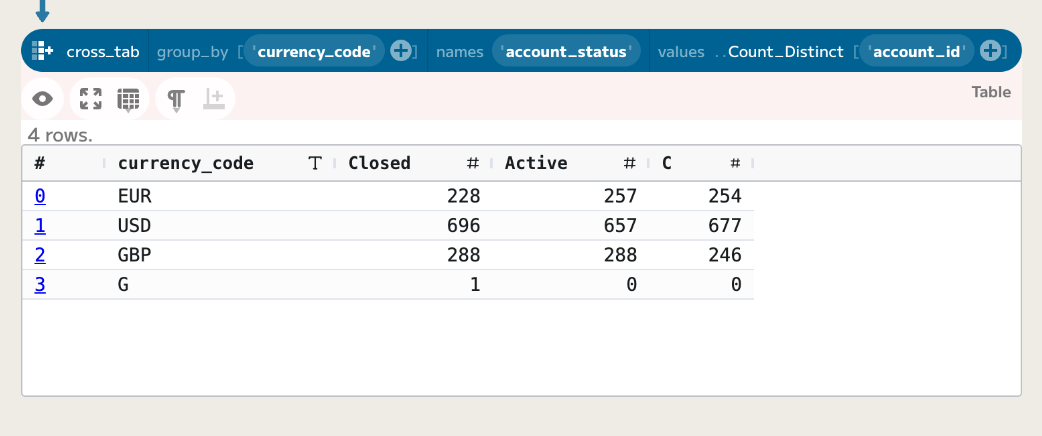 cross_tab group_by ['currency_code' +] names 'account_status' values ..Count_Distinct ['account_id' +]
Table
4 rows.
# currency_code T Closed # Active # C #
0 EUR 228 257 254
1 USD 696 657 677
2 GBP 288 288 246
3 G 1 0 0